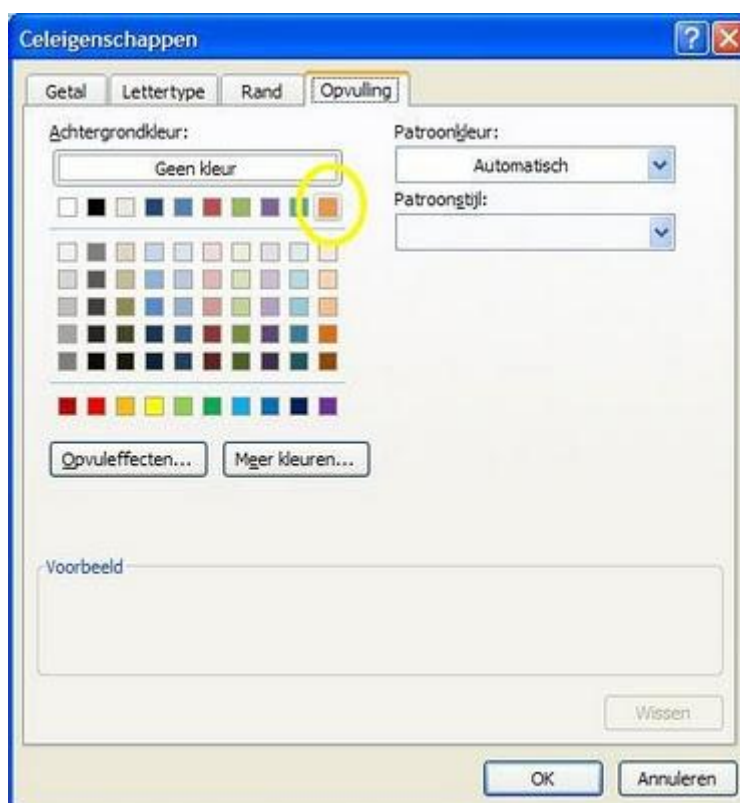 Celeigenschappen
Getal Lettertype Rand Opvulling
Achtergrondkleur:
Geen kleur
Patroonkleur:
Automatisch
Patroonstijl:
Opvuleffecten... Meer kleuren...
Voorbeeld
Wissen
OK Annuleren